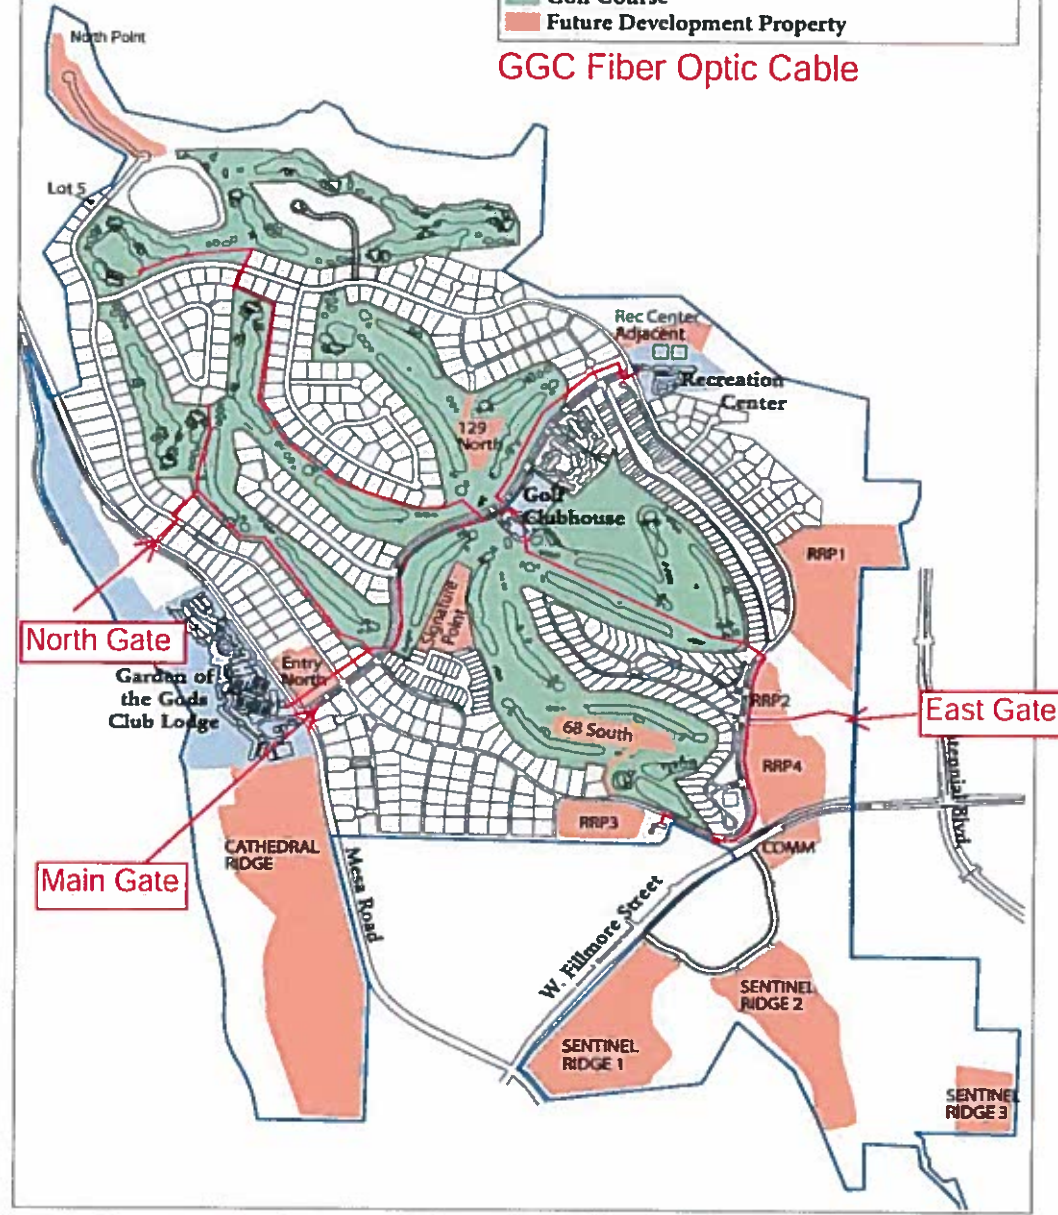 Golf Course
Future Development Property
GGC Fiber Optic Cable
North Point
Lot 5
Rec Center
Adjacent
Recreation
Center
129
North
Golf
Clubhouse
RRP1
Signature
Point
North Gate
Entry
North
Garden of
the Gods
Club Lodge
RRP2
East Gate
68 South
RRP4
RRP3
COMM
CATHEDRAL
RIDGE
Main Gate
Mesa Road
W. Fillmore Street
Blvd.
SENTINEL
RIDGE 2
SENTINEL
RIDGE 1
SENTINEL
RIDGE 3